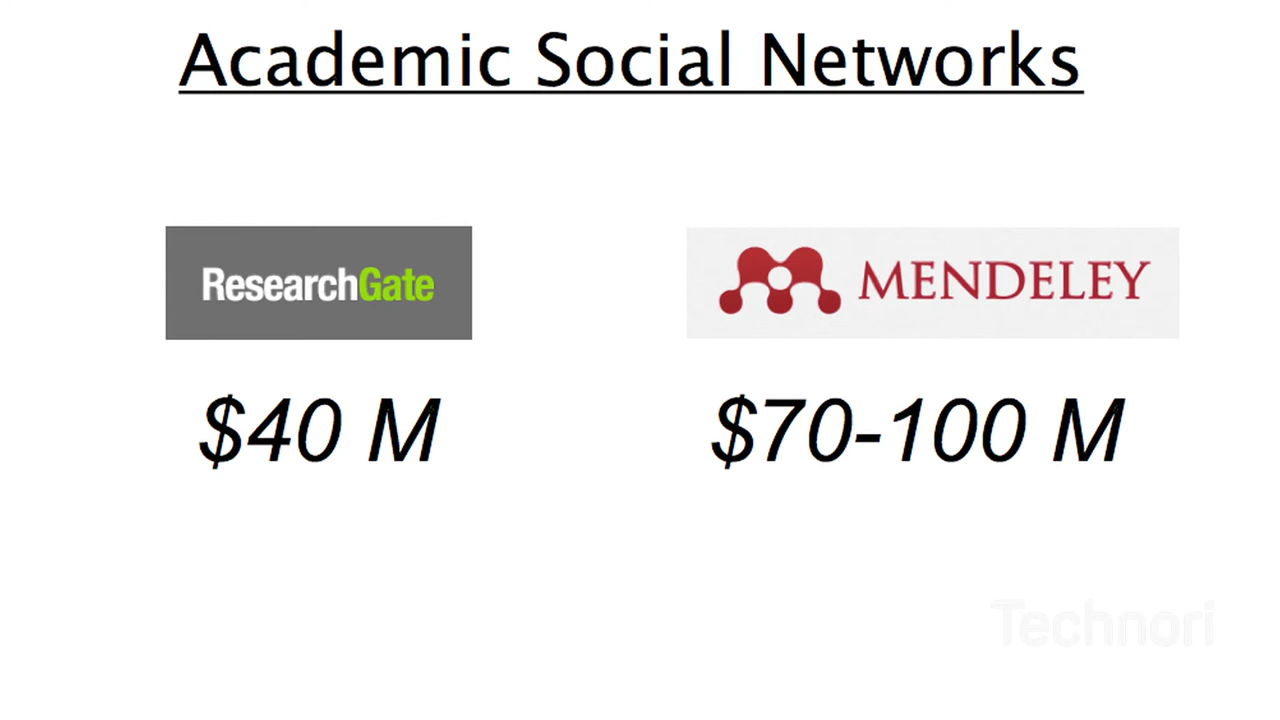 Academic Social Networks
ResearchGate
MENDELEY
$40 M
$70-100 M
Technori